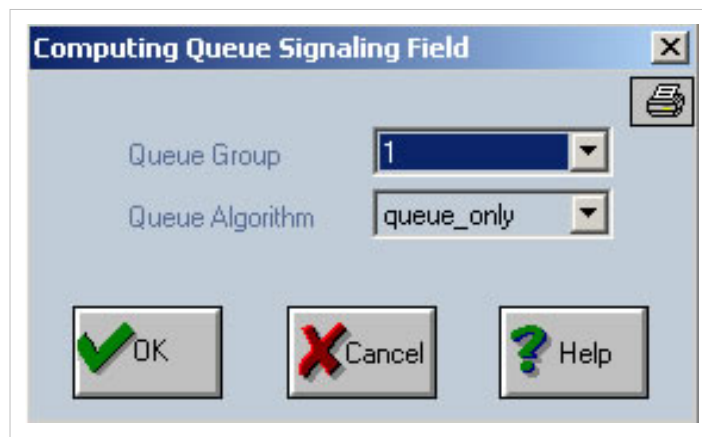 Computing Queue Signaling Field
Queue Group 1
Queue Algorithm queue_only
OK Cancel Help